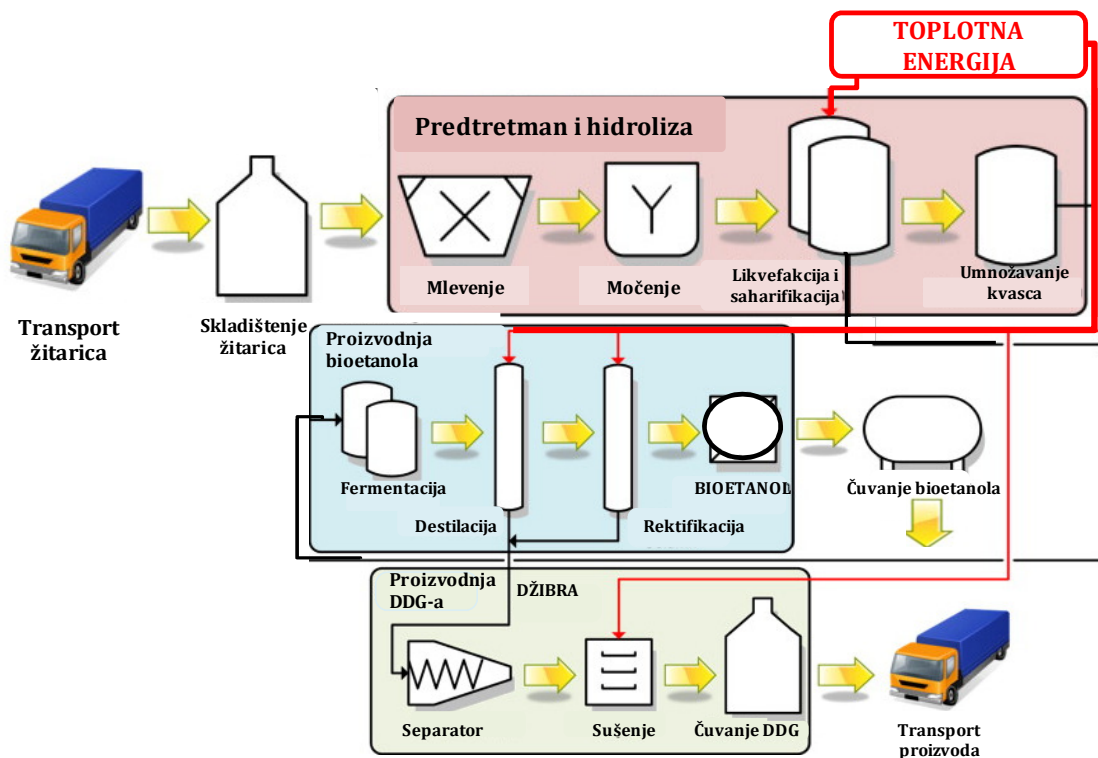 TOPLOTNA
ENERGIJA
Predtretman i hidroliza
Mlevenje
Močenje
Likvefakcija i
saharifikacija
Umnožavanje
kvasca
Transport
žitarica
Skladištenje
žitarica
Proizvodnja
bioetanola
Fermentacija
Destilacija
Rektifikacija
BIOETANOL
Čuvanje bioetanola
Proizvodnja
DDG-a
DŽIBRA
Separator
Sušenje
Čuvanje DDG
Transport
proizvoda